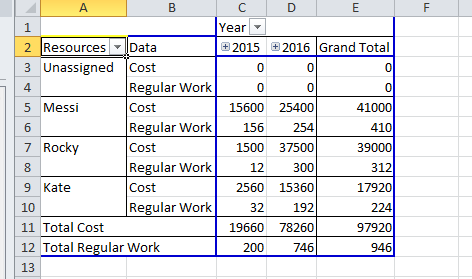 A B C D E F
1 Year
2 Resources Data 2015 2016 Grand Total
3 Unassigned Cost 0 0 0
4 Regular Work 0 0 0
5 Messi Cost 15600 25400 41000
6 Regular Work 156 254 410
7 Rocky Cost 1500 37500 39000
8 Regular Work 12 300 312
9 Kate Cost 2560 15360 17920
10 Regular Work 32 192 224
11 Total Cost 19660 78260 97920
12 Total Regular Work 200 746 946
13